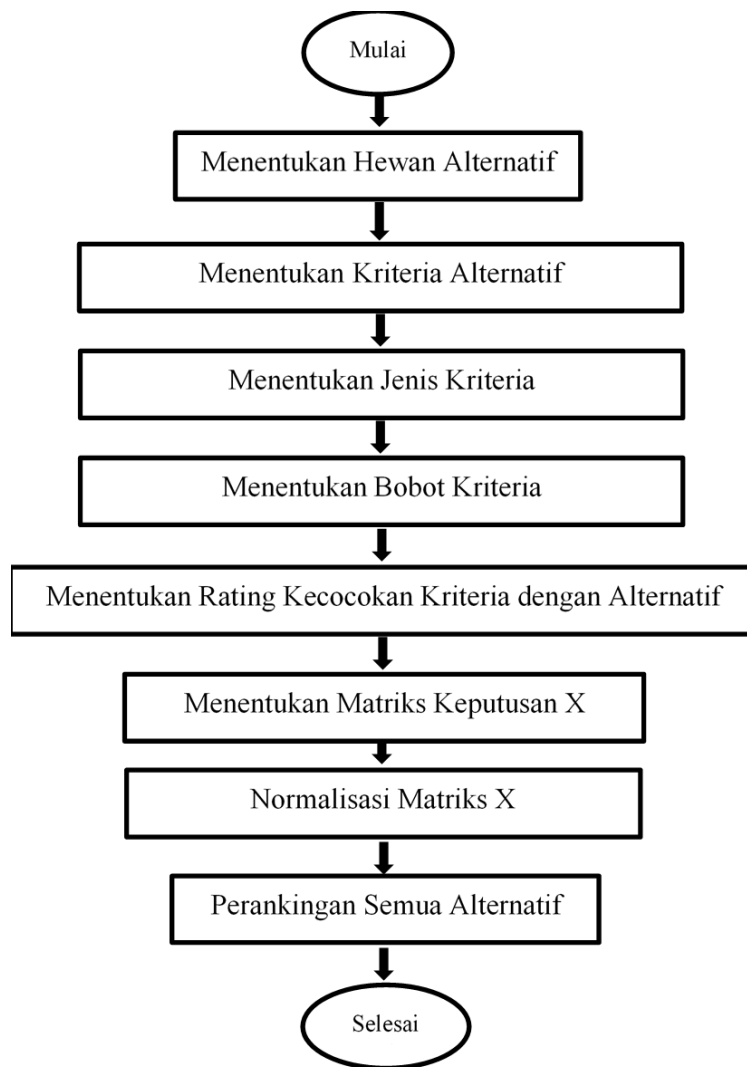 Mulai
Menentukan Hewan Alternatif
Menentukan Kriteria Alternatif
Menentukan Jenis Kriteria
Menentukan Bobot Kriteria
Menentukan Rating Kecocokan Kriteria dengan Alternatif
Menentukan Matriks Keputusan X
Normalisasi Matriks X
Perankingan Semua Alternatif
Selesai